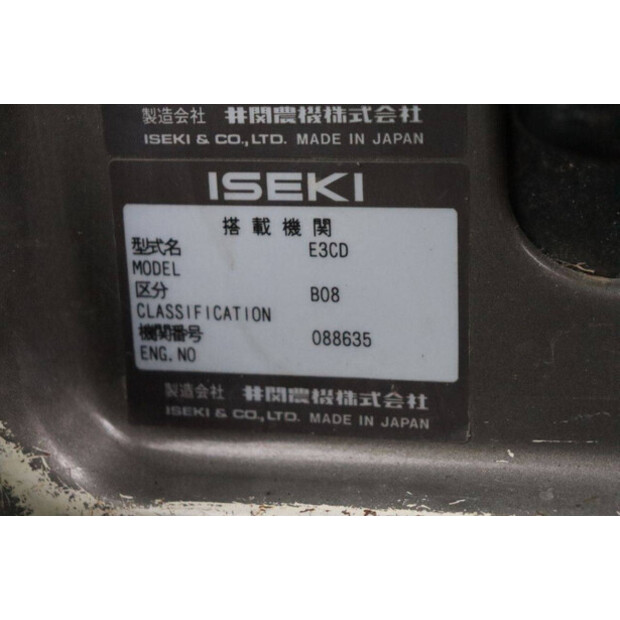 製造会社 井関農機株式会社
ISEKI & CO.,LTD. MADE IN JAPAN
ISEKI
搭載機関
型式名 E3CD
MODEL
区分 B08
CLASSIFICATION
機関番号 088635
ENG.NO
製造会社 井関農機株式会社
ISEKI & CO.,LTD. MADE IN JAPAN